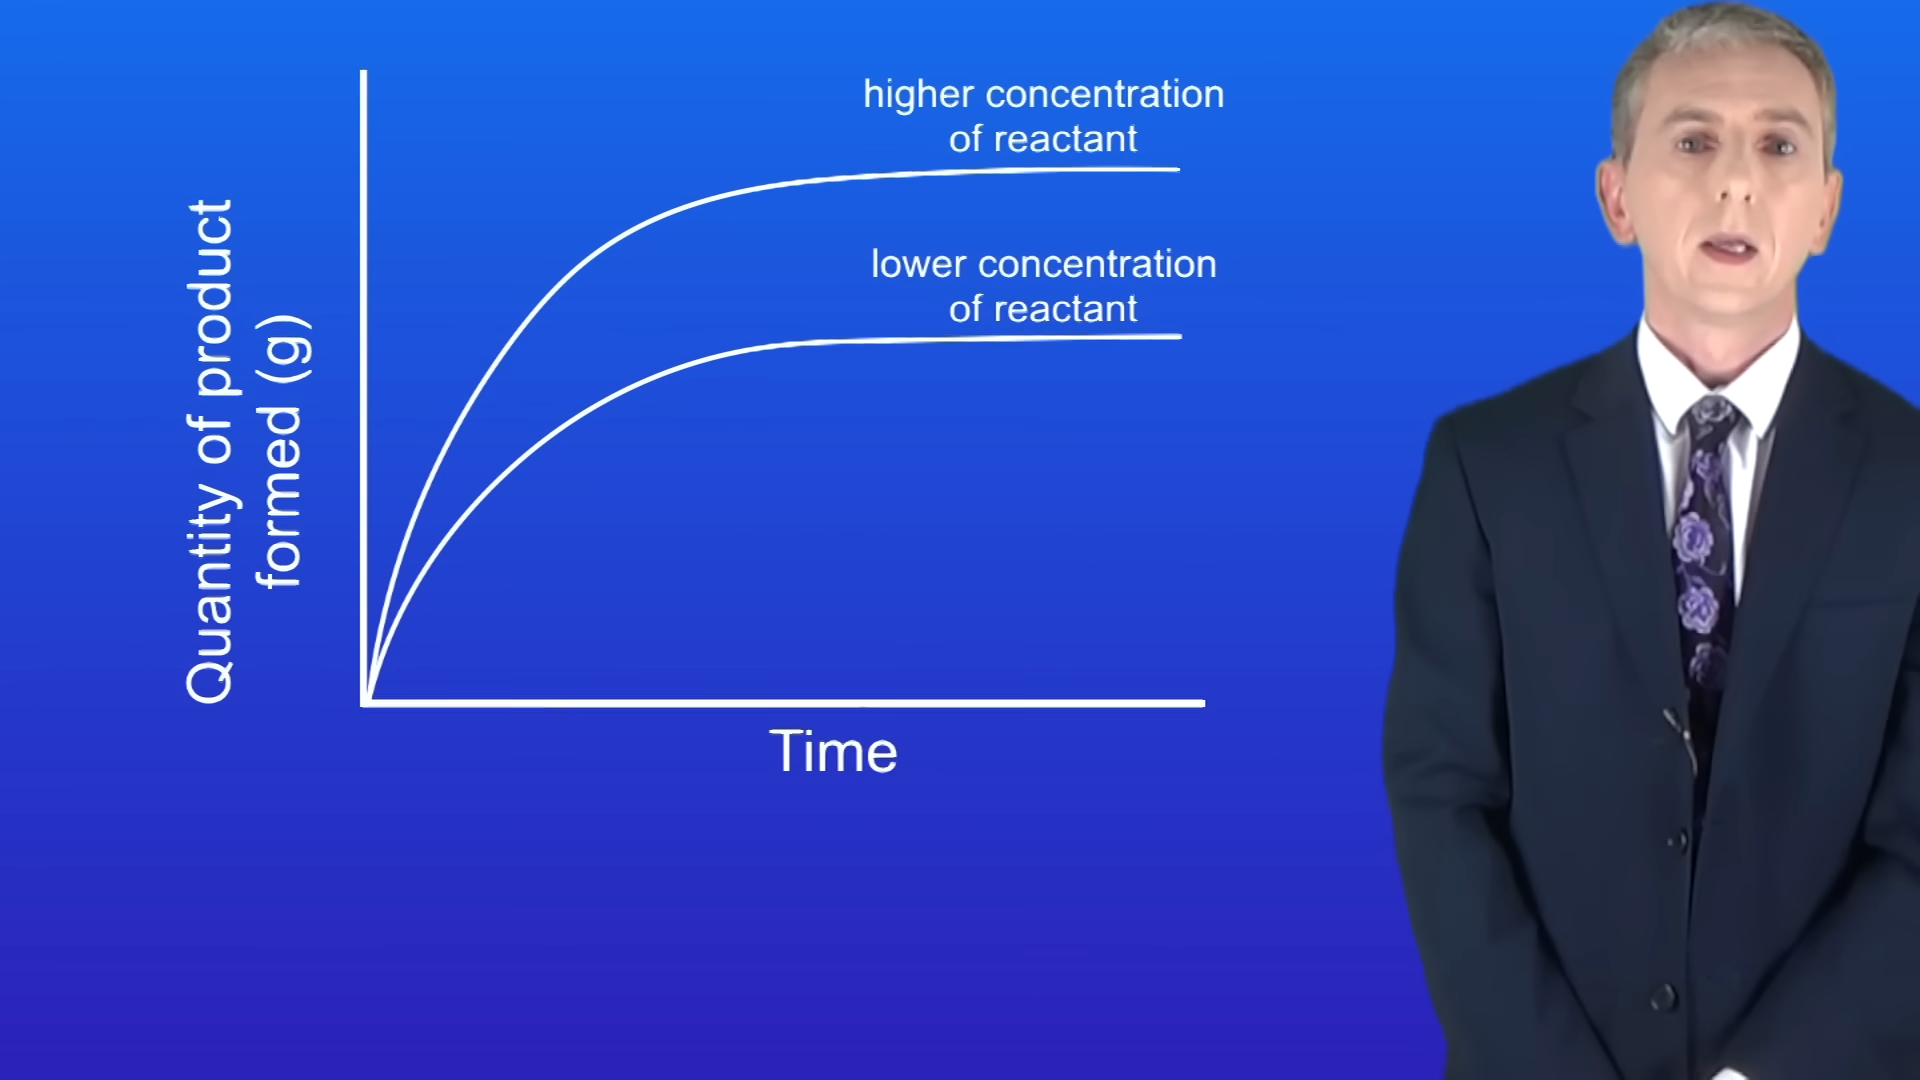 higher concentration
of reactant
lower concentration
of reactant
Quantity of product
formed (g)
Time